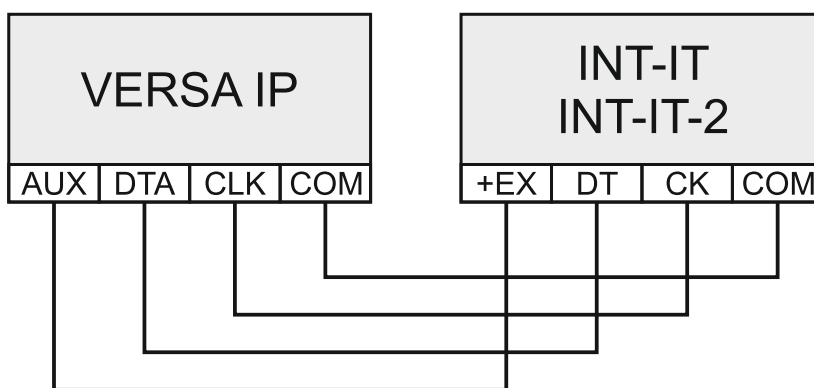 VERSA IP
AUX DTA CLK COM
INT-IT
INT-IT-2
+EX DT CK COM